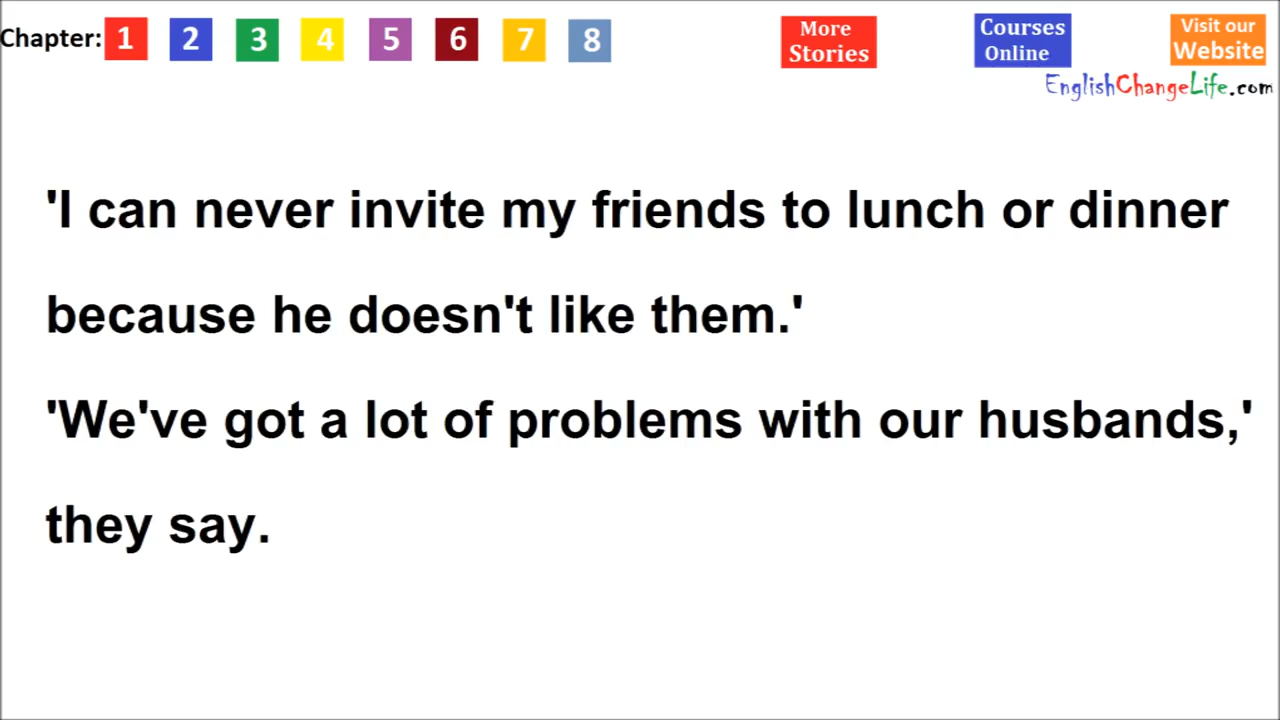 Chapter: 1 2 3 4 5 6 7 8
More
Stories
Courses
Online
Visit our
Website
EnglishChangeLife.com
'I can never invite my friends to lunch or dinner
because he doesn't like them.'
'We've got a lot of problems with our husbands,'
they say.